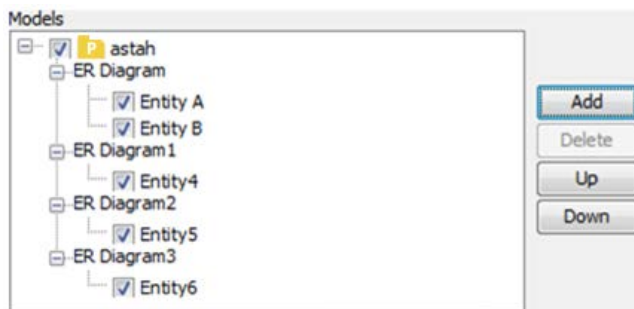 Models
P astah
ER Diagram
Entity A
Entity B
ER Diagram1
Entity4
ER Diagram2
Entity5
ER Diagram3
Entity6
Add
Delete
Up
Down